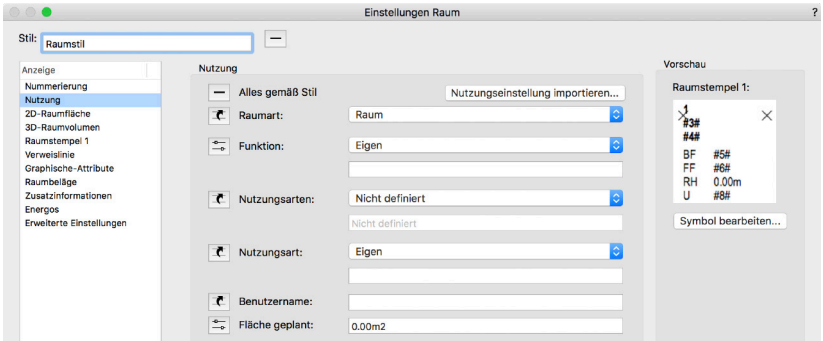 Einstellungen Raum
?
Stil: Raumstil
Anzeige
Nummerierung
Nutzung
2D-Raumfläche
3D-Raumvolumen
Raumstempel 1
Verweislinie
Graphische-Attribute
Raumbeläge
Zusatzinformationen
Energos
Erweiterte Einstellungen
Nutzung
Alles gemäß Stil Nutzungseinstellung importieren...
Raumart: Raum
Funktion: Eigen
Nutzungsarten: Nicht definiert
Nicht definiert
Nutzungsart: Eigen
Benutzername:
Fläche geplant: 0.00m2
Vorschau
Raumstempel 1:
1
#3#
#4#
BF #5#
FF #6#
RH 0.00m
U #8#
Symbol bearbeiten...